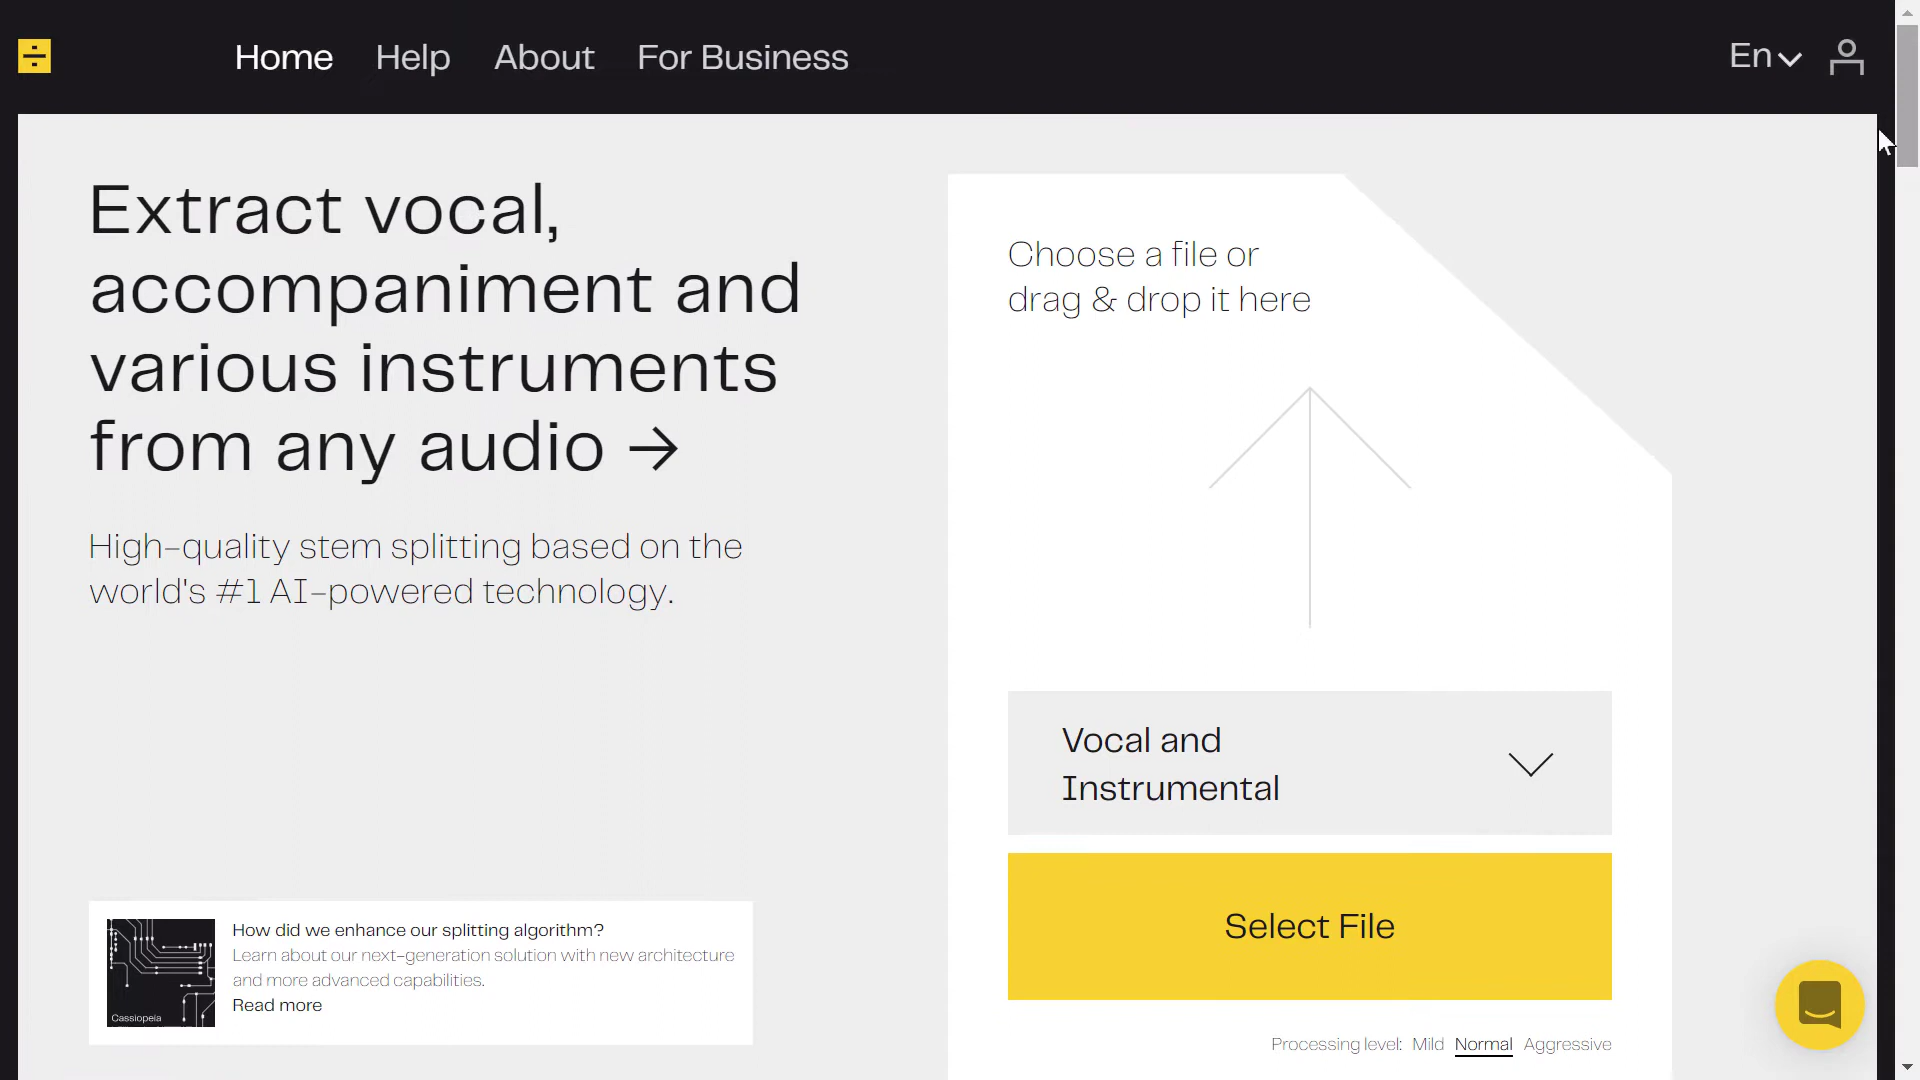 Home Help About For Business En
Extract vocal,
accompaniment and
various instruments
from any audio →
High-quality stem splitting based on the
world's #1 AI-powered technology.
How did we enhance our splitting algorithm?
Learn about our next-generation solution with new architecture
and more advanced capabilities.
Read more
Cassiopeia
Choose a file or
drag & drop it here
Vocal and
Instrumental
Select File
Processing level: Mild Normal Aggressive